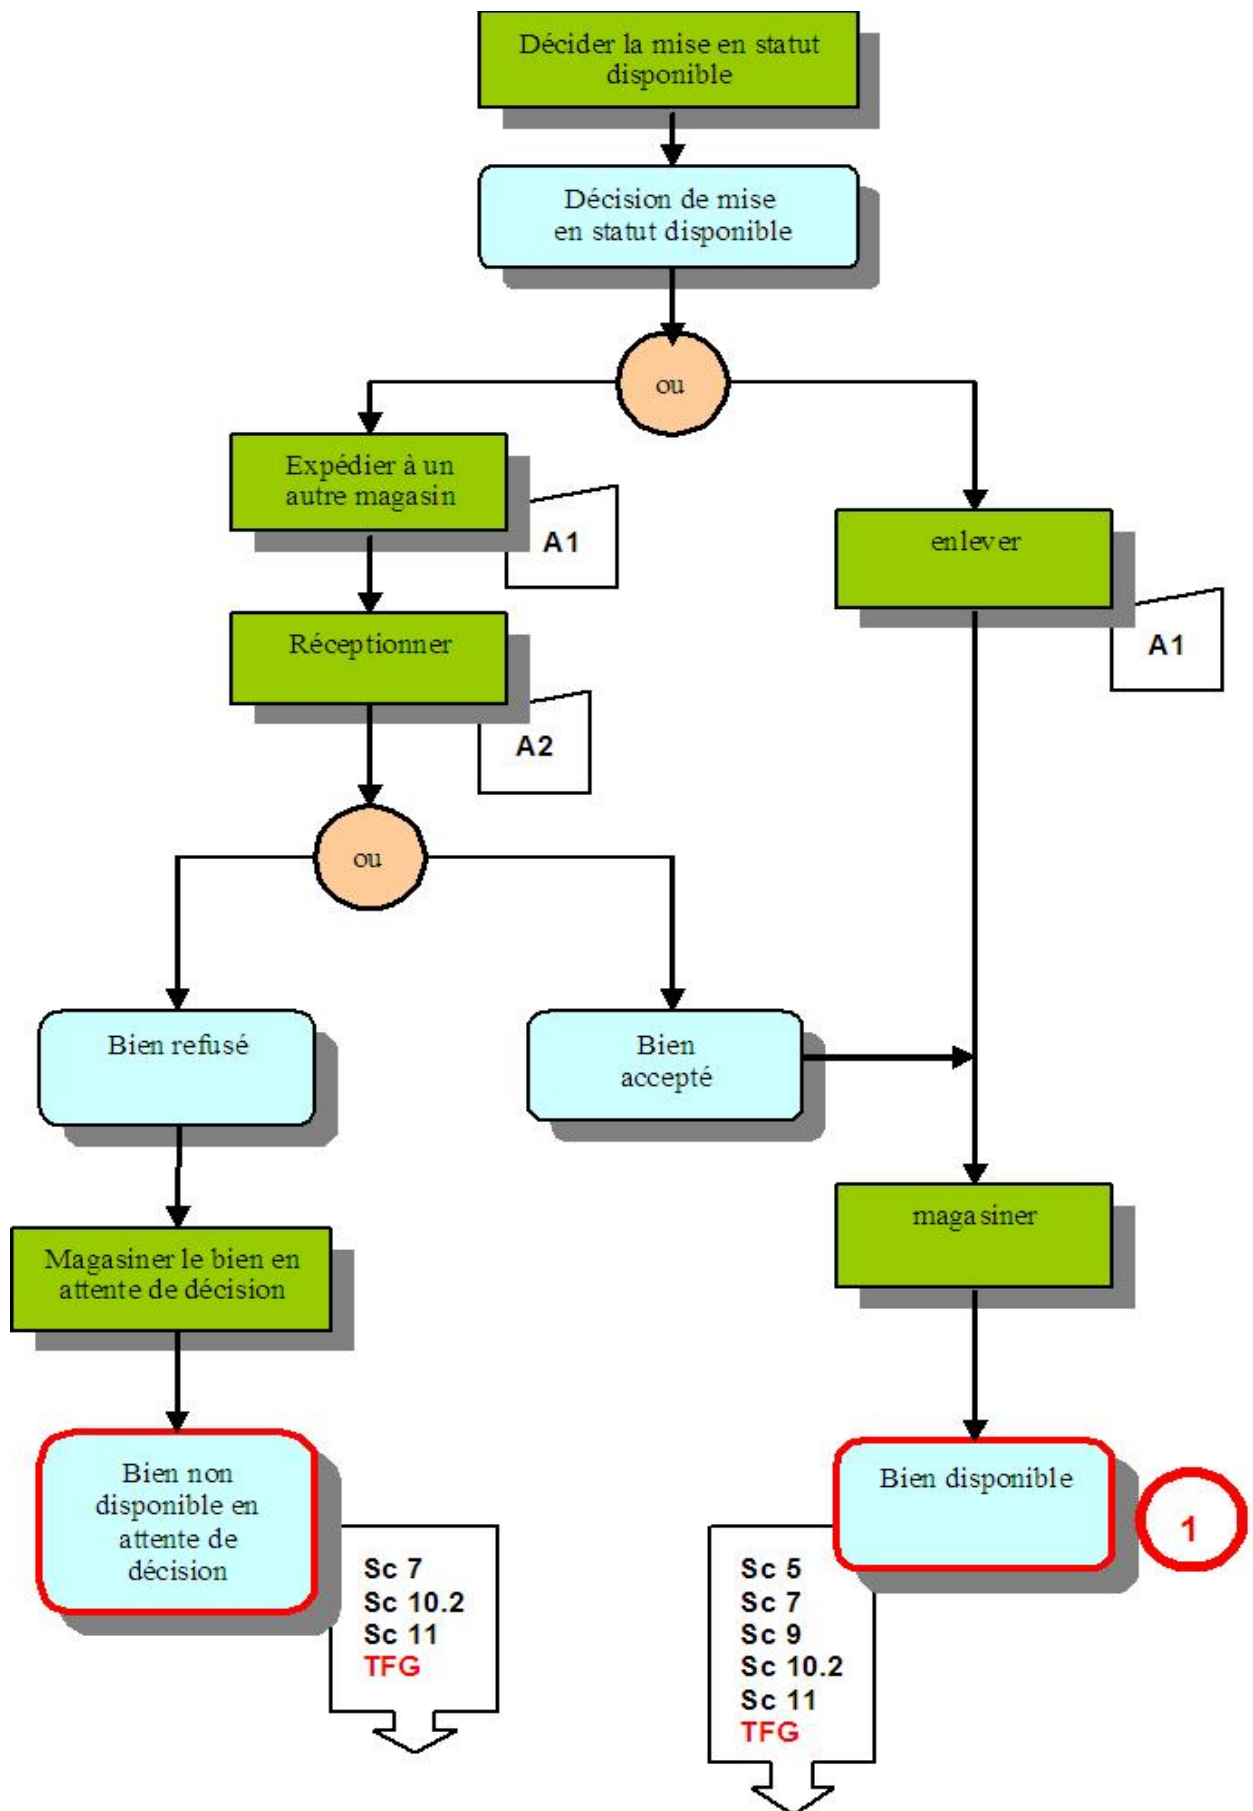 Décider la mise en statut
disponible
Décision de mise
en statut disponible
ou
Expédier à un
autre magasin
A1
enlever
A1
Réceptionner
A2
ou
Bien refusé
Bien
accepté
magasiner
Magasiner le bien en
attente de décision
Bien non
disponible en
attente de
décision
Sc 7
Sc 10.2
Sc 11
TFG
Bien disponible
1
Sc 5
Sc 7
Sc 9
Sc 10.2
Sc 11
TFG